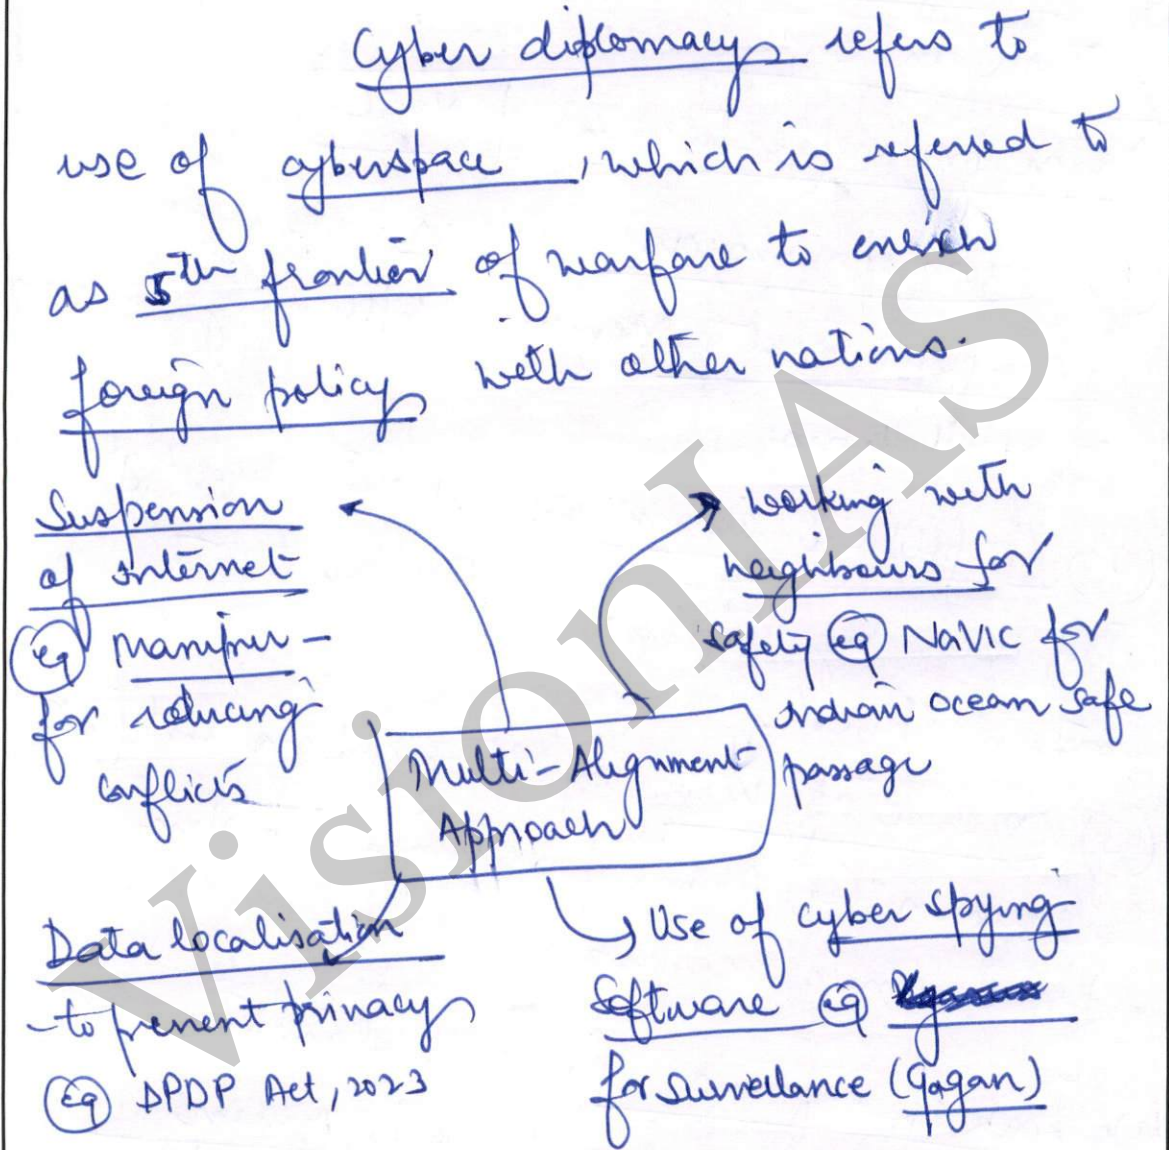 Cyber diplomacy refers to
use of cyberspace, which is referred to
as 5th frontier of warfare to enrich
foreign policy with other nations.
Suspension
of internet
eg Manipur -
for reducing
conflicts
working with
neighbours for
safety eg NaVIC for
Indian ocean safe
passage
Multi-Alignment
Approach
Data localisation
- to prevent privacy
eg DPDP Act, 2023
Use of cyber spying
Software eg
for Surveillance (Gagan)
VisionIAS